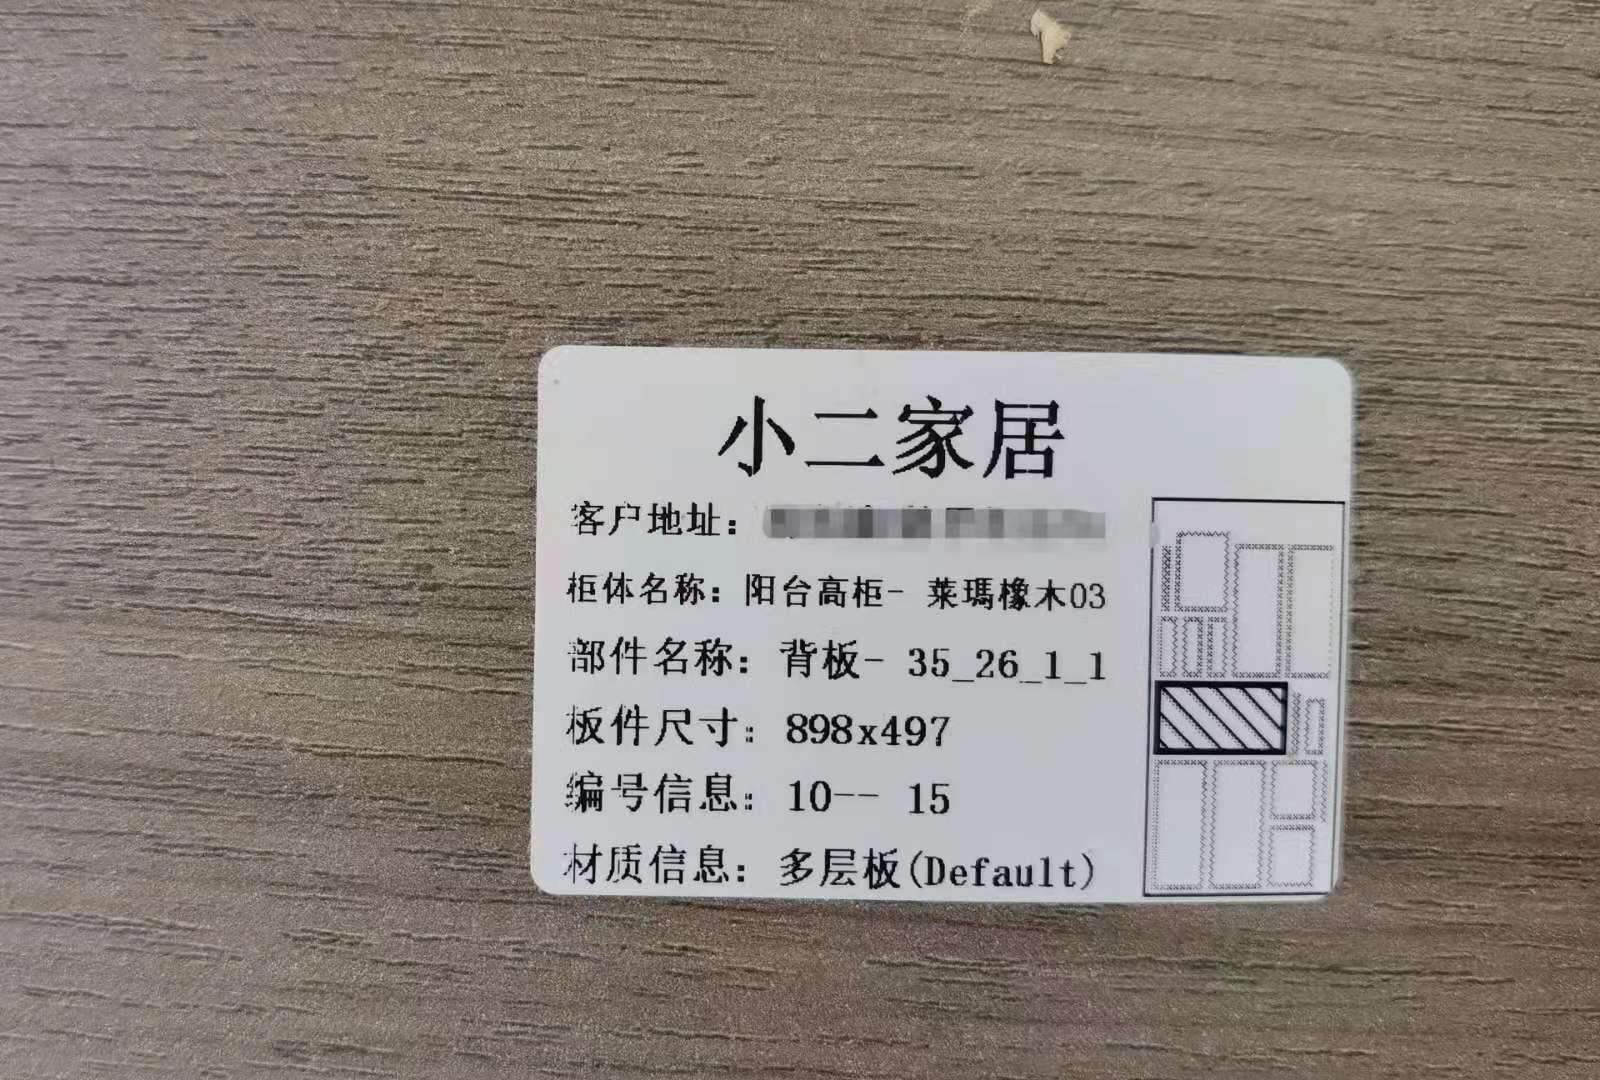 小二家居
客户地址：
柜体名称：阳台高柜- 莱瑪橡木03
部件名称：背板- 35_26_1_1
板件尺寸：898x497
编号信息：10-- 15
材质信息：多层板(Default)